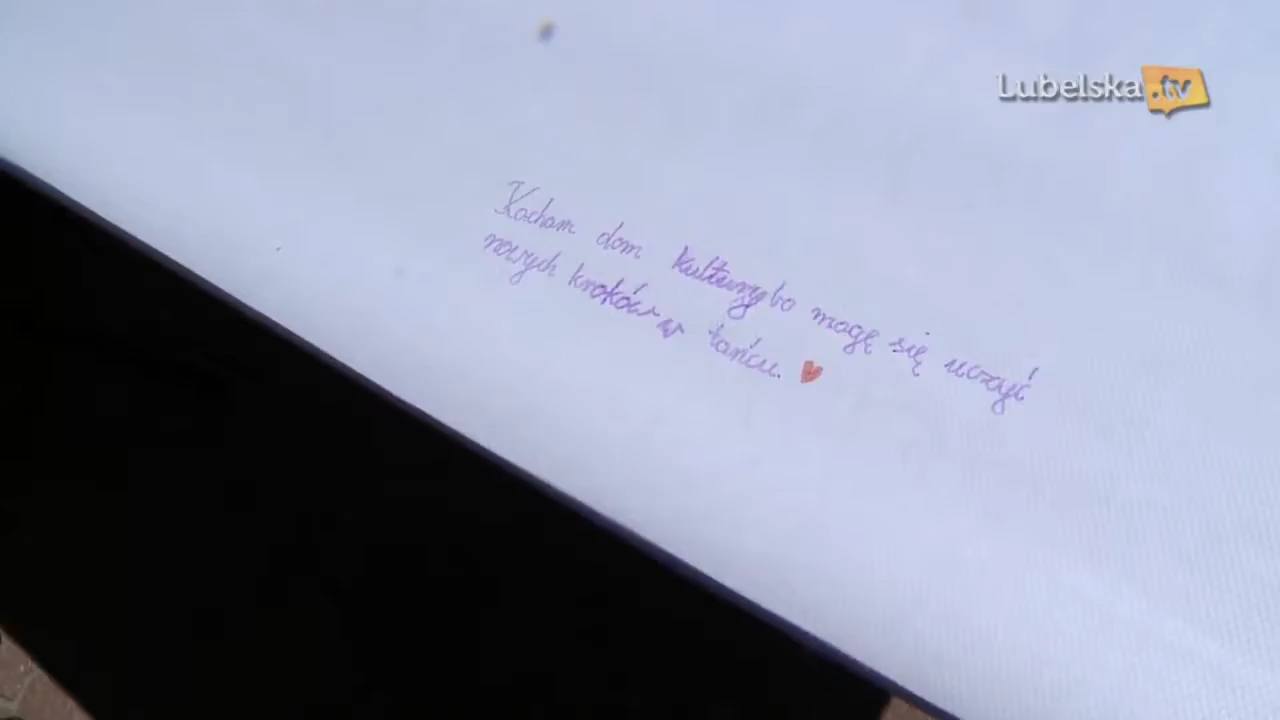 Lubelska.tv
Kocham dom kultury bo mogę się uczyć
nowych kroków w tańcu. ♥